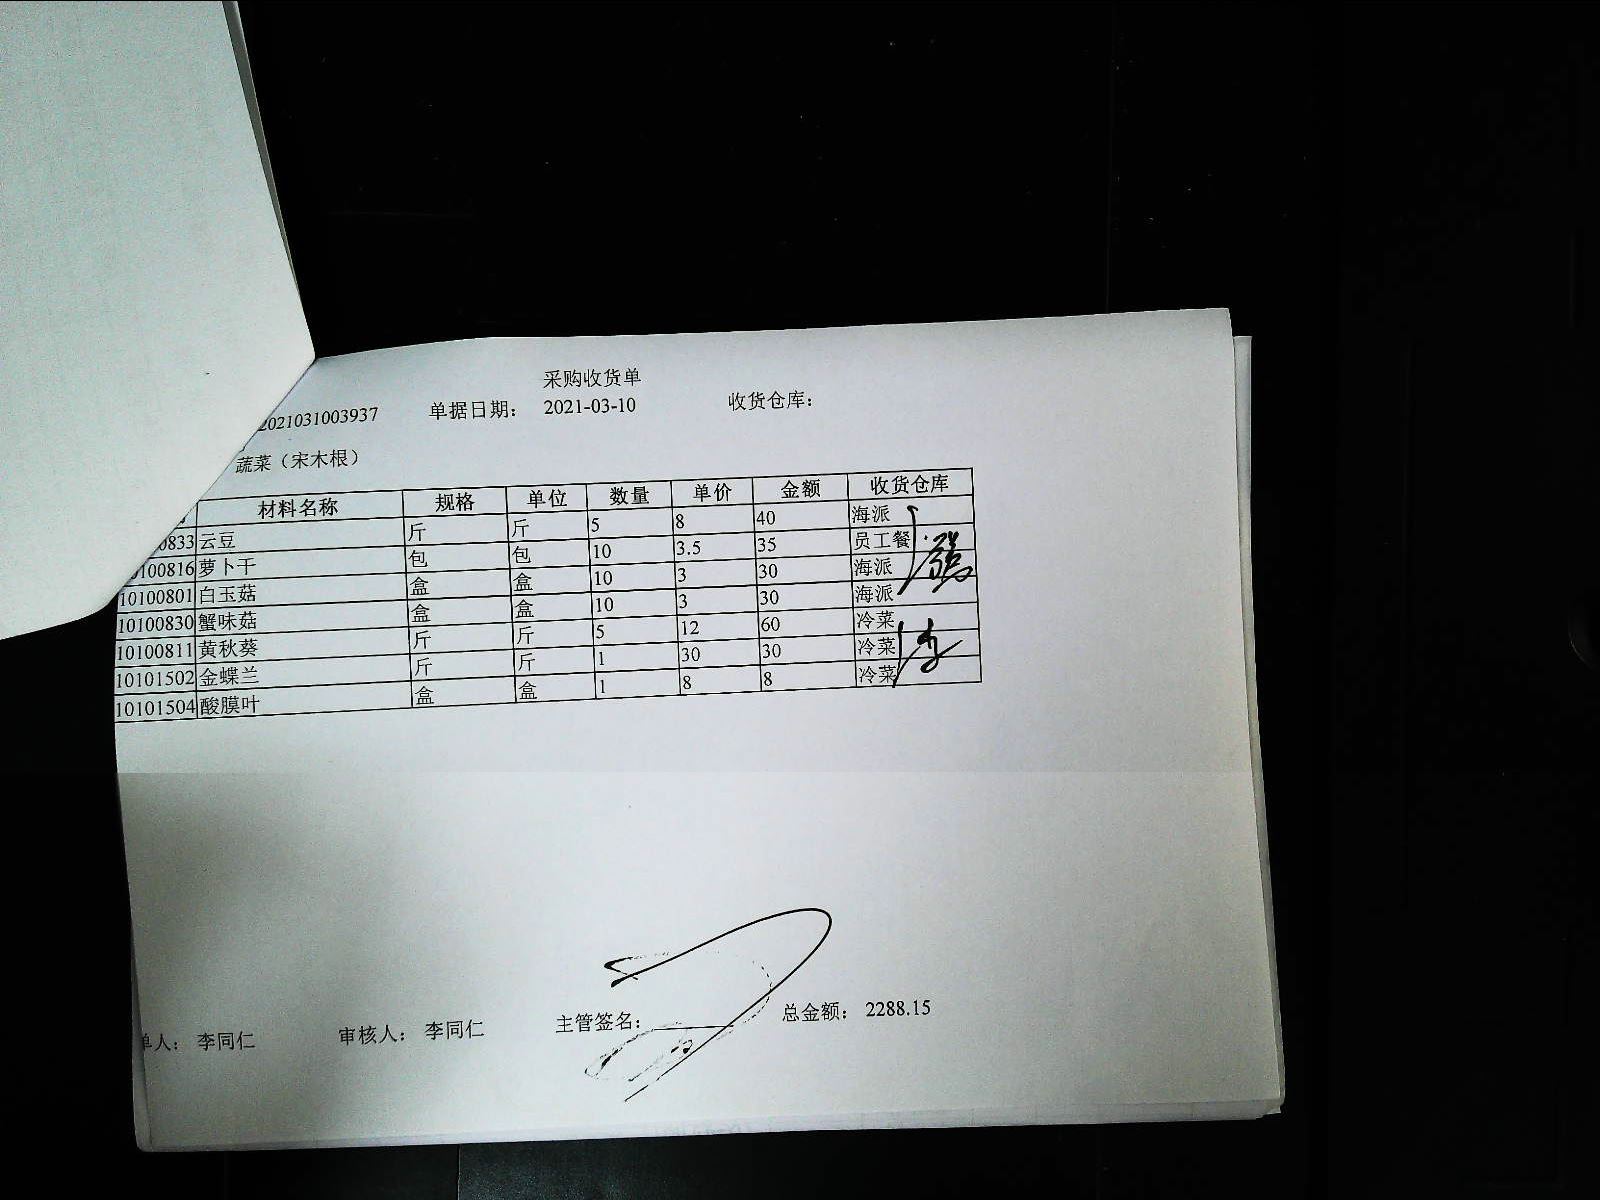 采购收货单
2021031003937 单据日期： 2021-03-10 收货仓库：
蔬菜（宋木根）
材料名称 规格 单位 数量 单价 金额 收货仓库
0833 云豆 斤 斤 5 8 40 海派
0100816 萝卜干 包 包 10 3.5 35 员工餐
10100801 白玉菇 盒 盒 10 3 30 海派
10100830 蟹味菇 盒 盒 10 3 30 海派
10100811 黄秋葵 斤 斤 5 12 60 冷菜
10101502 金蝶兰 斤 斤 1 30 30 冷菜
10101504 酸膜叶 盒 盒 1 8 8 冷菜
单人： 李同仁 审核人： 李同仁 主管签名： 总金额： 2288.15